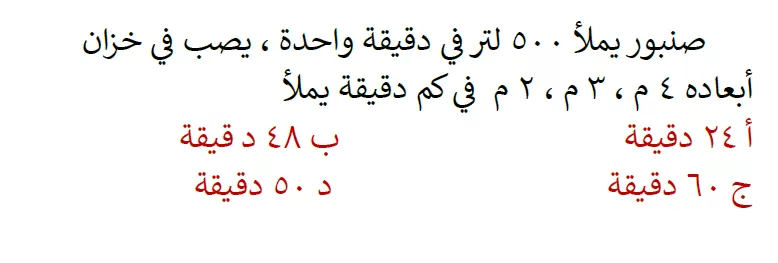 صنبور يملأ ٥٠٠ لتر في دقيقة واحدة ، يصب في خزان
أبعاده ٤ م ، ٣ م ، ٢ م في كم دقيقة يملأ
أ ٢٤ دقيقة ب ٤٨ د قيقة
ج ٦٠ دقيقة د ٥٠ دقيقة